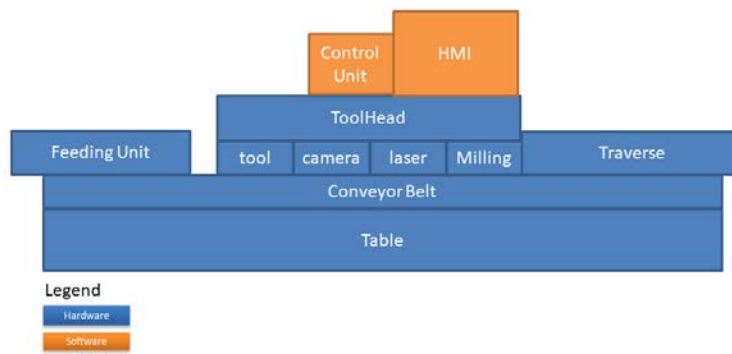 Control
Unit
HMI
ToolHead
Feeding Unit
tool
camera
laser
Milling
Traverse
Conveyor Belt
Table
Legend
Hardware
Software